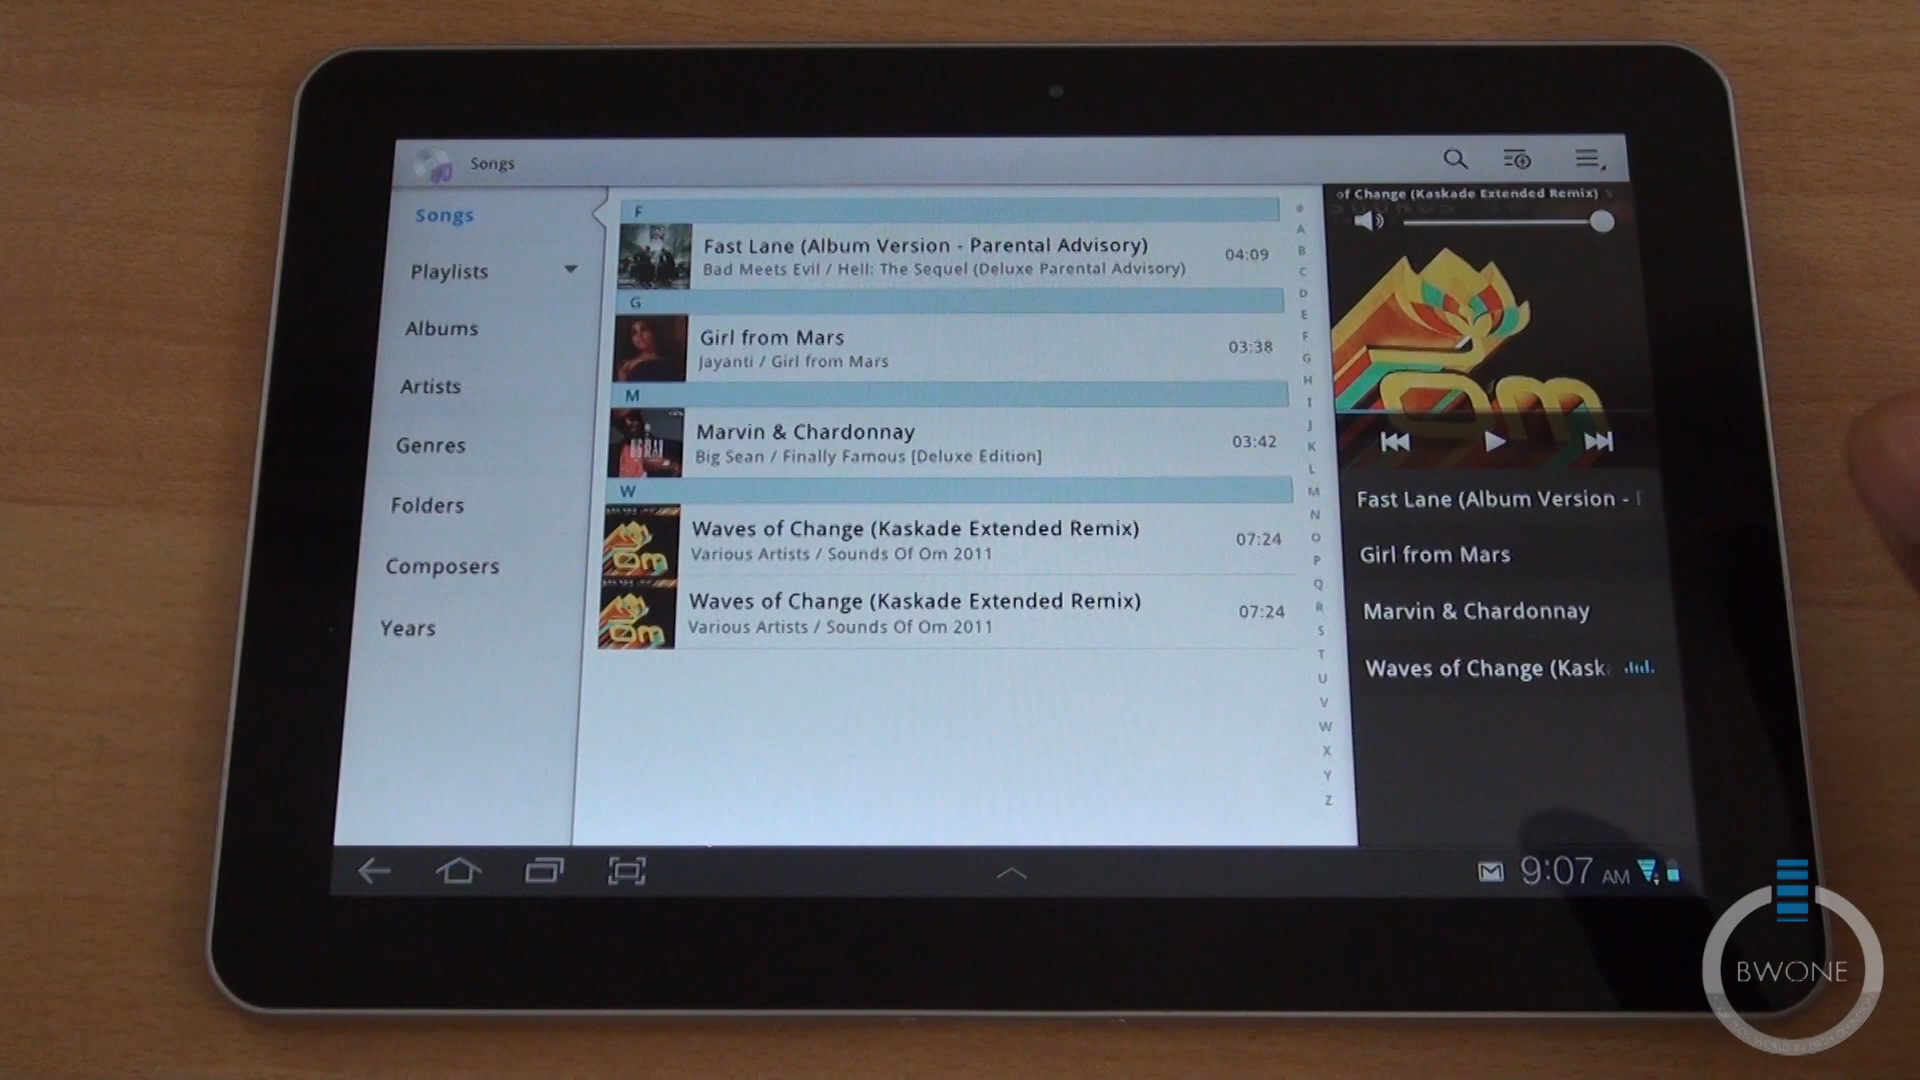 Songs
of Change (Kaskade Extended Remix)
Songs
Playlists
Albums
Artists
Genres
Folders
Composers
Years
F
Fast Lane (Album Version - Parental Advisory)
Bad Meets Evil / Hell: The Sequel (Deluxe Parental Advisory)
04:09
G
Girl from Mars
Jayanti / Girl from Mars
03:38
M
Marvin & Chardonnay
Big Sean / Finally Famous [Deluxe Edition]
03:42
W
Waves of Change (Kaskade Extended Remix)
Various Artists / Sounds Of Om 2011
07:24
Waves of Change (Kaskade Extended Remix)
Various Artists / Sounds Of Om 2011
07:24
A
B
C
D
E
F
G
H
I
J
K
L
M
N
O
P
Q
R
S
T
U
V
W
X
Y
Z
om
Fast Lane (Album Version -
Girl from Mars
Marvin & Chardonnay
Waves of Change (Kask
9:07 AM
BWONE